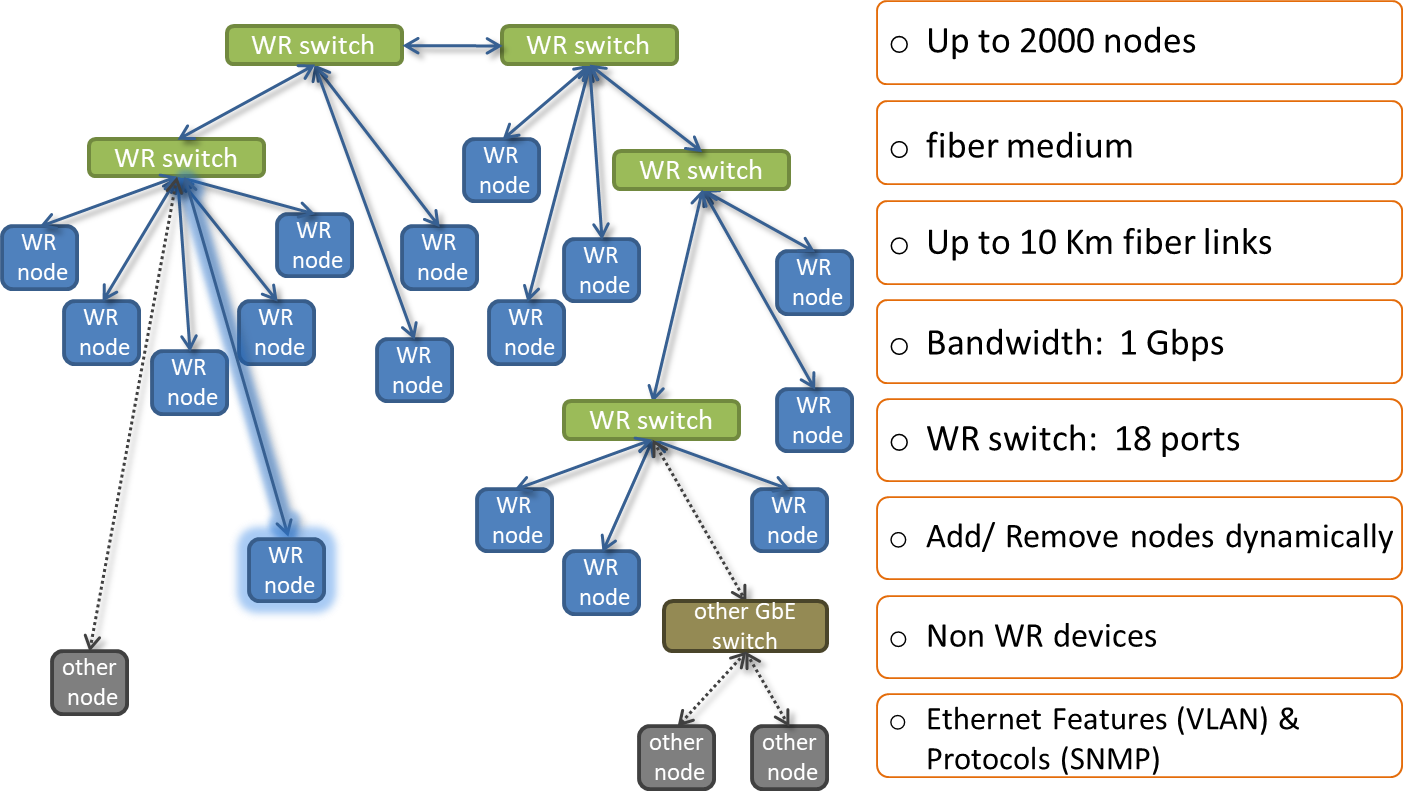 WR switch
WR switch
WR switch
WR switch
WR
node
WR
node
WR
node
WR
node
WR
node
WR
node
WR
node
WR
node
WR
node
WR
node
WR
node
WR
node
WR
node
WR
node
WR switch
WR
node
WR
node
WR
node
WR
node
other GbE
switch
other
node
other
node
other
node
o Up to 2000 nodes
o fiber medium
o Up to 10 Km fiber links
o Bandwidth: 1 Gbps
o WR switch: 18 ports
o Add/ Remove nodes dynamically
o Non WR devices
o Ethernet Features (VLAN) &
Protocols (SNMP)